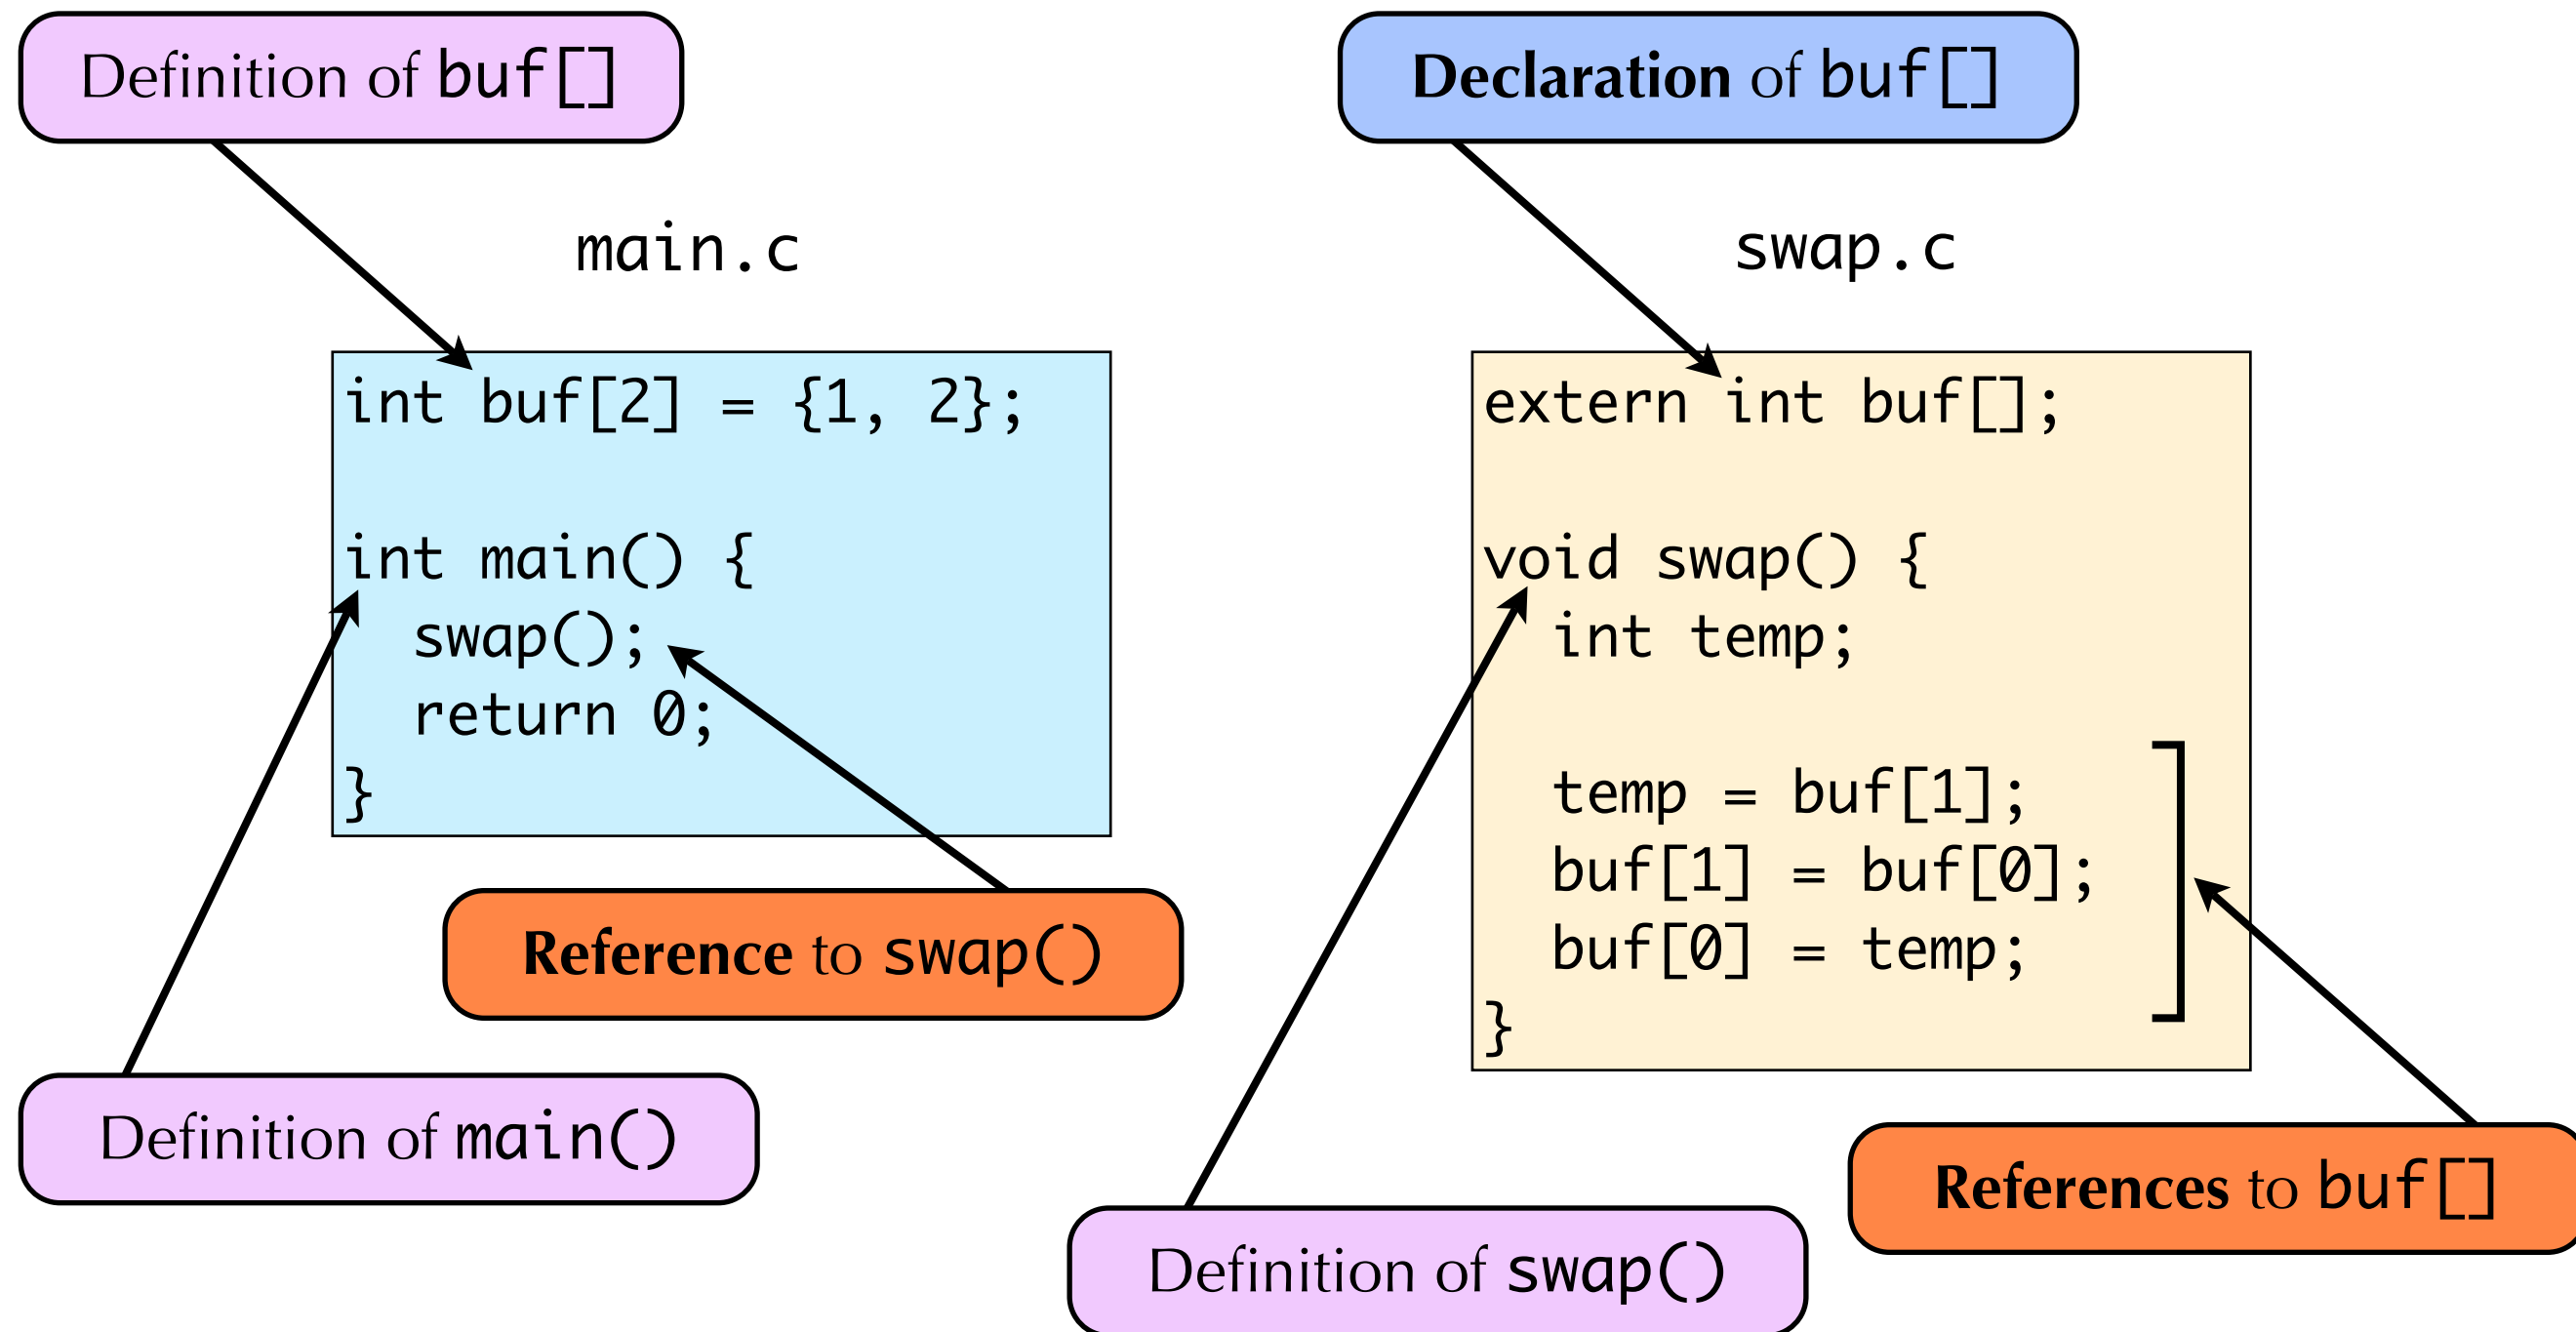 Definition of buf[]
Declaration of buf[]
main.c
swap.c
int buf[2] = {1, 2};
int main() {
swap();
return 0;
}
extern int buf[];
void swap() {
int temp;
temp = buf[1];
buf[1] = buf[0];
buf[0] = temp;
}
Reference to swap()
Definition of main()
References to buf[]
Definition of swap()